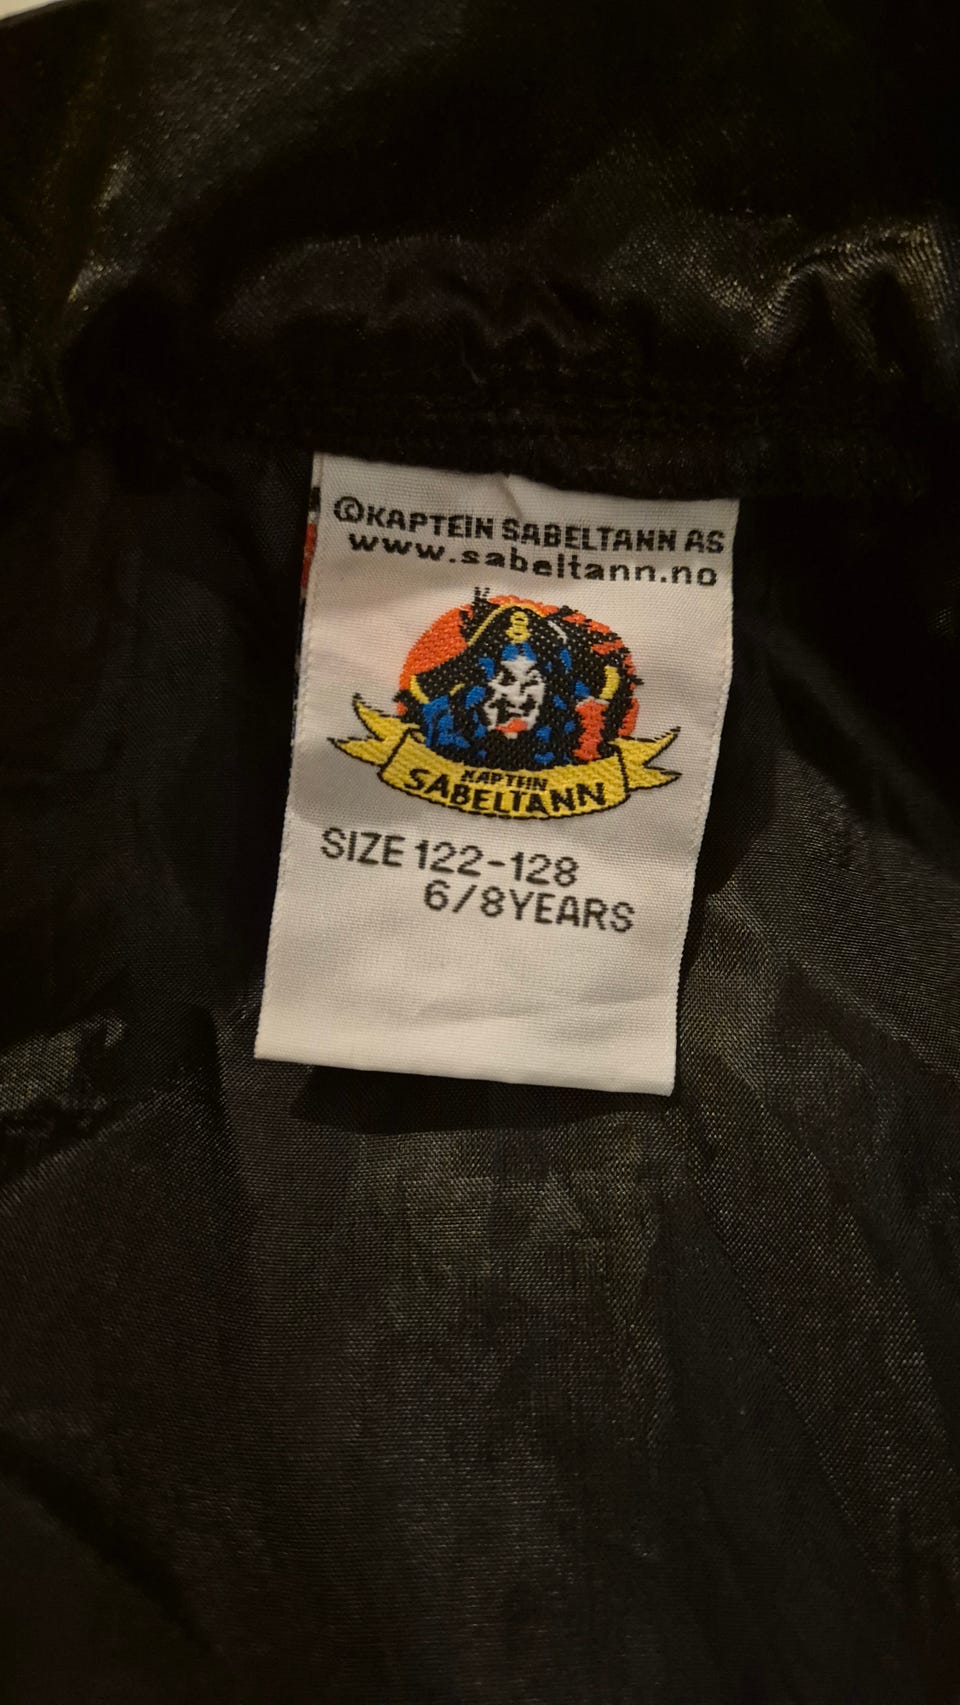 ©KAPTEIN SABELTANN AS
www.sabeltann.no
KAPTEIN
SABELTANN
SIZE 122-128
6/8YEARS